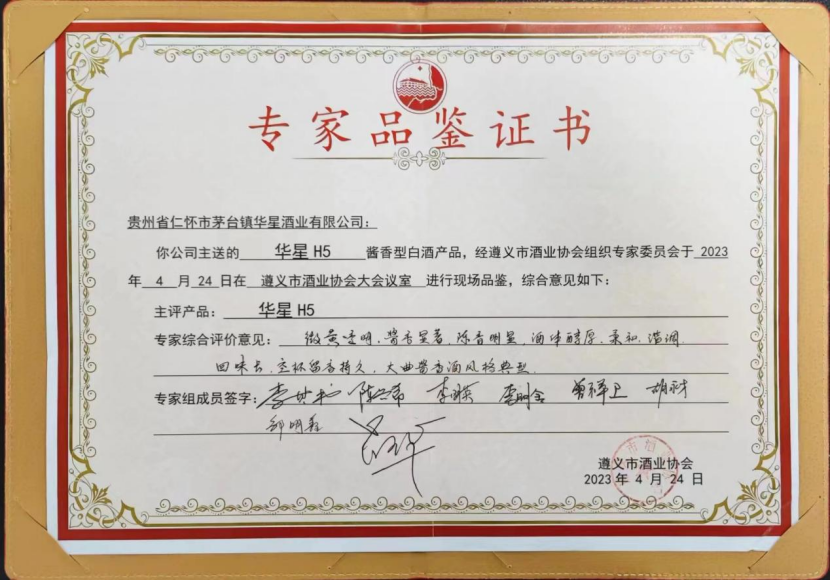 专家品鉴证书
贵州省仁怀市茅台镇华星酒业有限公司：
你公司主送的 华星 H5 酱香型白酒产品，经遵义市酒业协会组织专家委员会于 2023
年 4 月 24 日在 遵义市酒业协会大会议室 进行现场品鉴，综合意见如下：
主评产品： 华星 H5
专家综合评价意见： 微黄透明、酱香显著、陈香明显、酒体醇厚、柔和、谐调、
回味长、空杯留香持久、大曲酱香酒风格典型
专家组成员签字：
遵义市酒业协会
2023 年 4 月 24 日